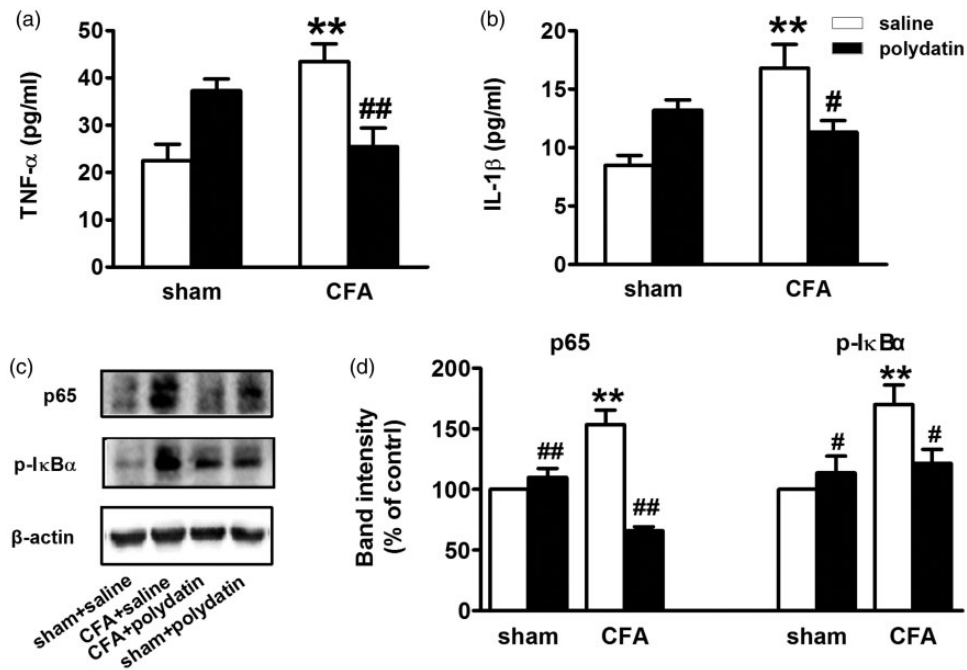 (a)
TNF-α (pg/ml)
50
40
30
20
10
0
**
##
sham CFA
(b)
IL-1β (pg/ml)
20
15
10
5
0
**
#
sham CFA
saline
polydatin
(c)
p65
p-IκBα
β-actin
sham+saline
CFA+saline
CFA+polydatin
sham+polydatin
(d)
p65 p-IκBα
Band intensity
(% of contrl)
200
150
100
50
0
##
**
##
#
**
#
sham CFA sham CFA